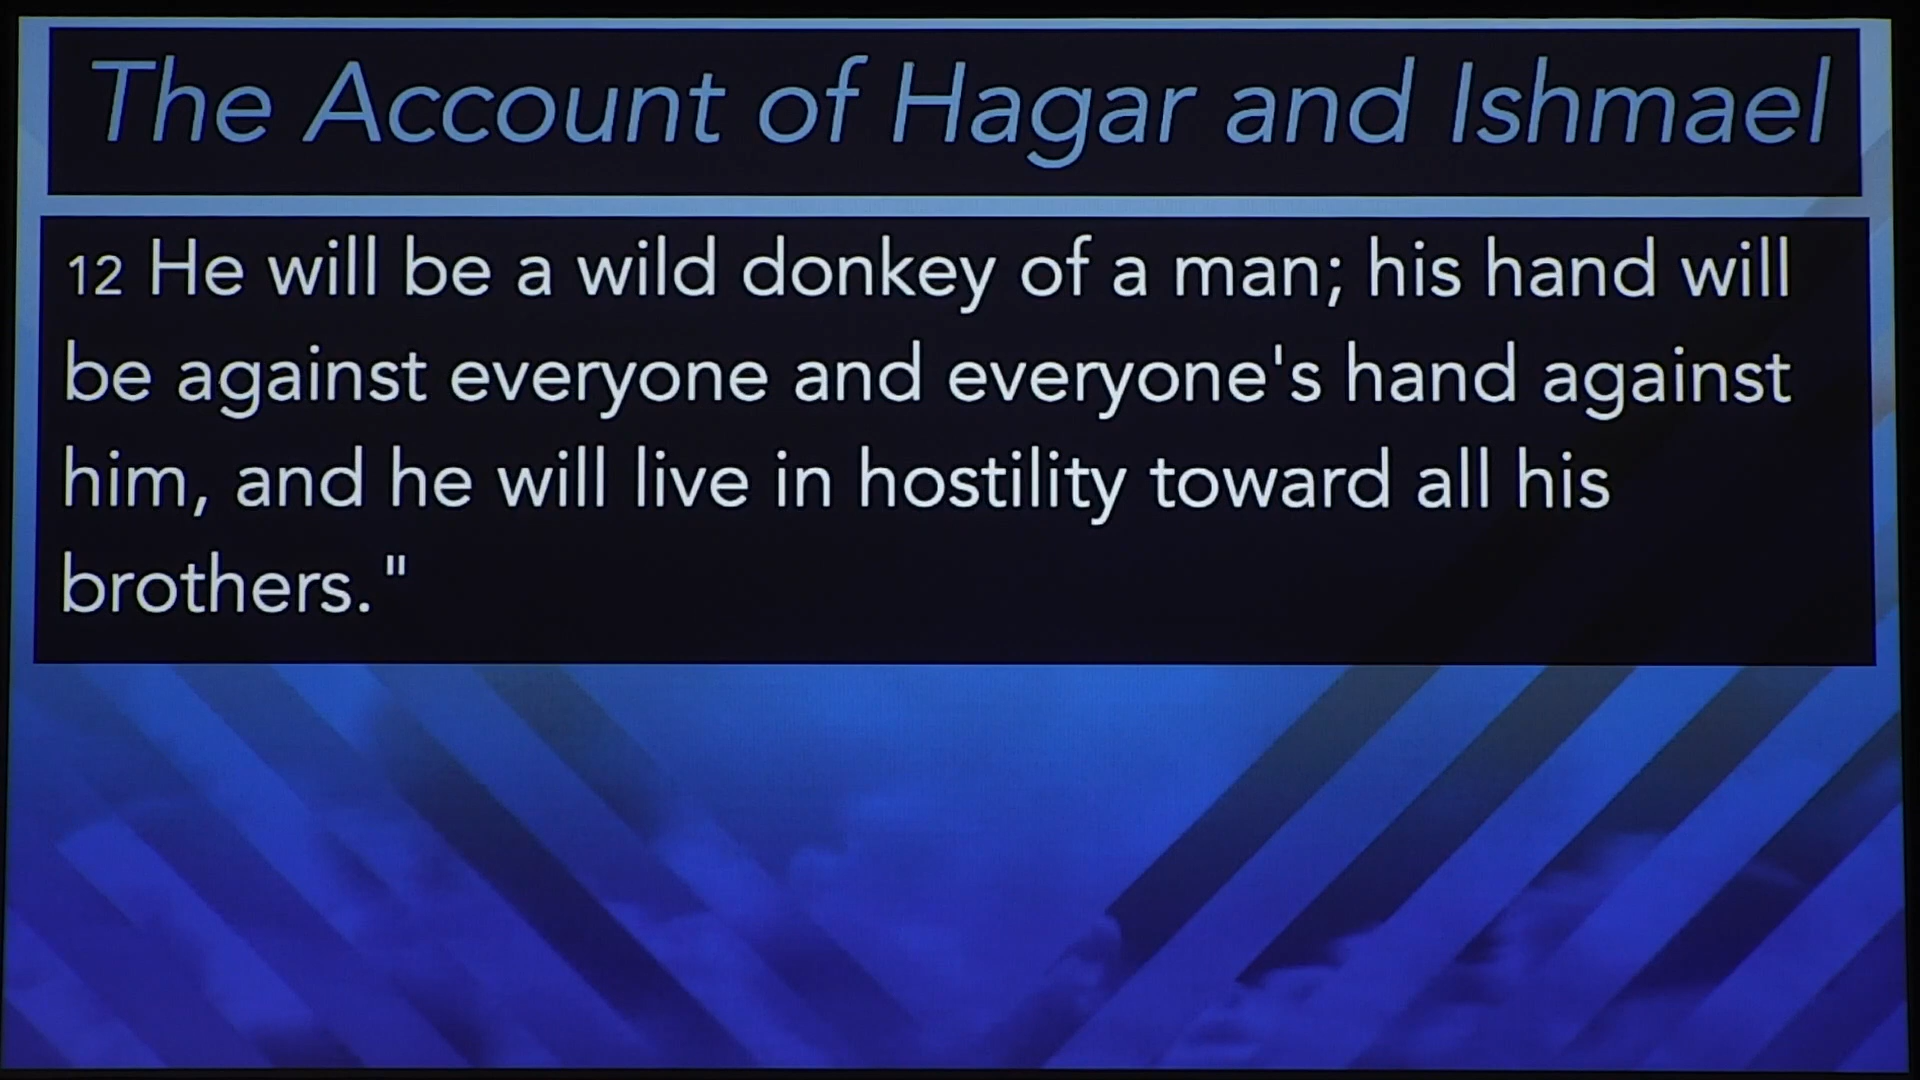 The Account of Hagar and Ishmael
12 He will be a wild donkey of a man; his hand will
be against everyone and everyone's hand against
him, and he will live in hostility toward all his
brothers."